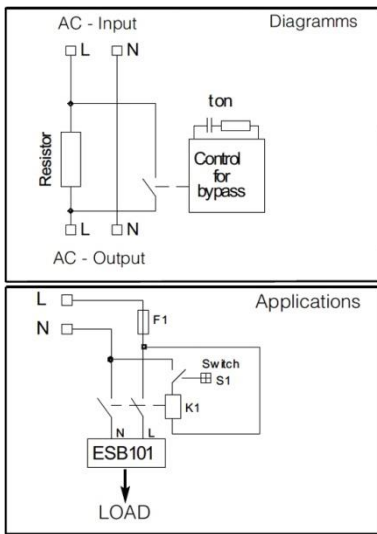 AC - Input
Diagramms
L
N
ton
Resistor
Control
for
bypass
L
N
AC - Output
L
Applications
F1
N
Switch
S1
K1
N
L
ESB101
LOAD